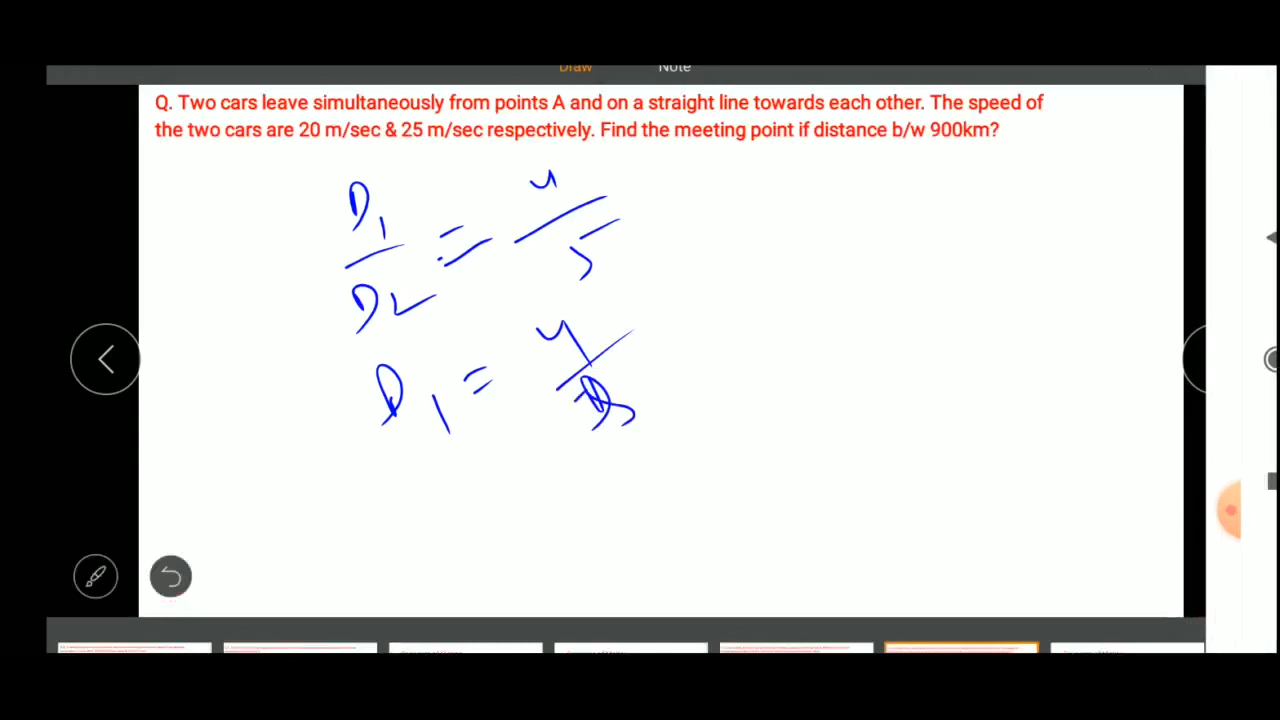 Draw Note
Q. Two cars leave simultaneously from points A and on a straight line towards each other. The speed of
the two cars are 20 m/sec & 25 m/sec respectively. Find the meeting point if distance b/w 900km?
D1/D2 = 4/5
D1 = 4/